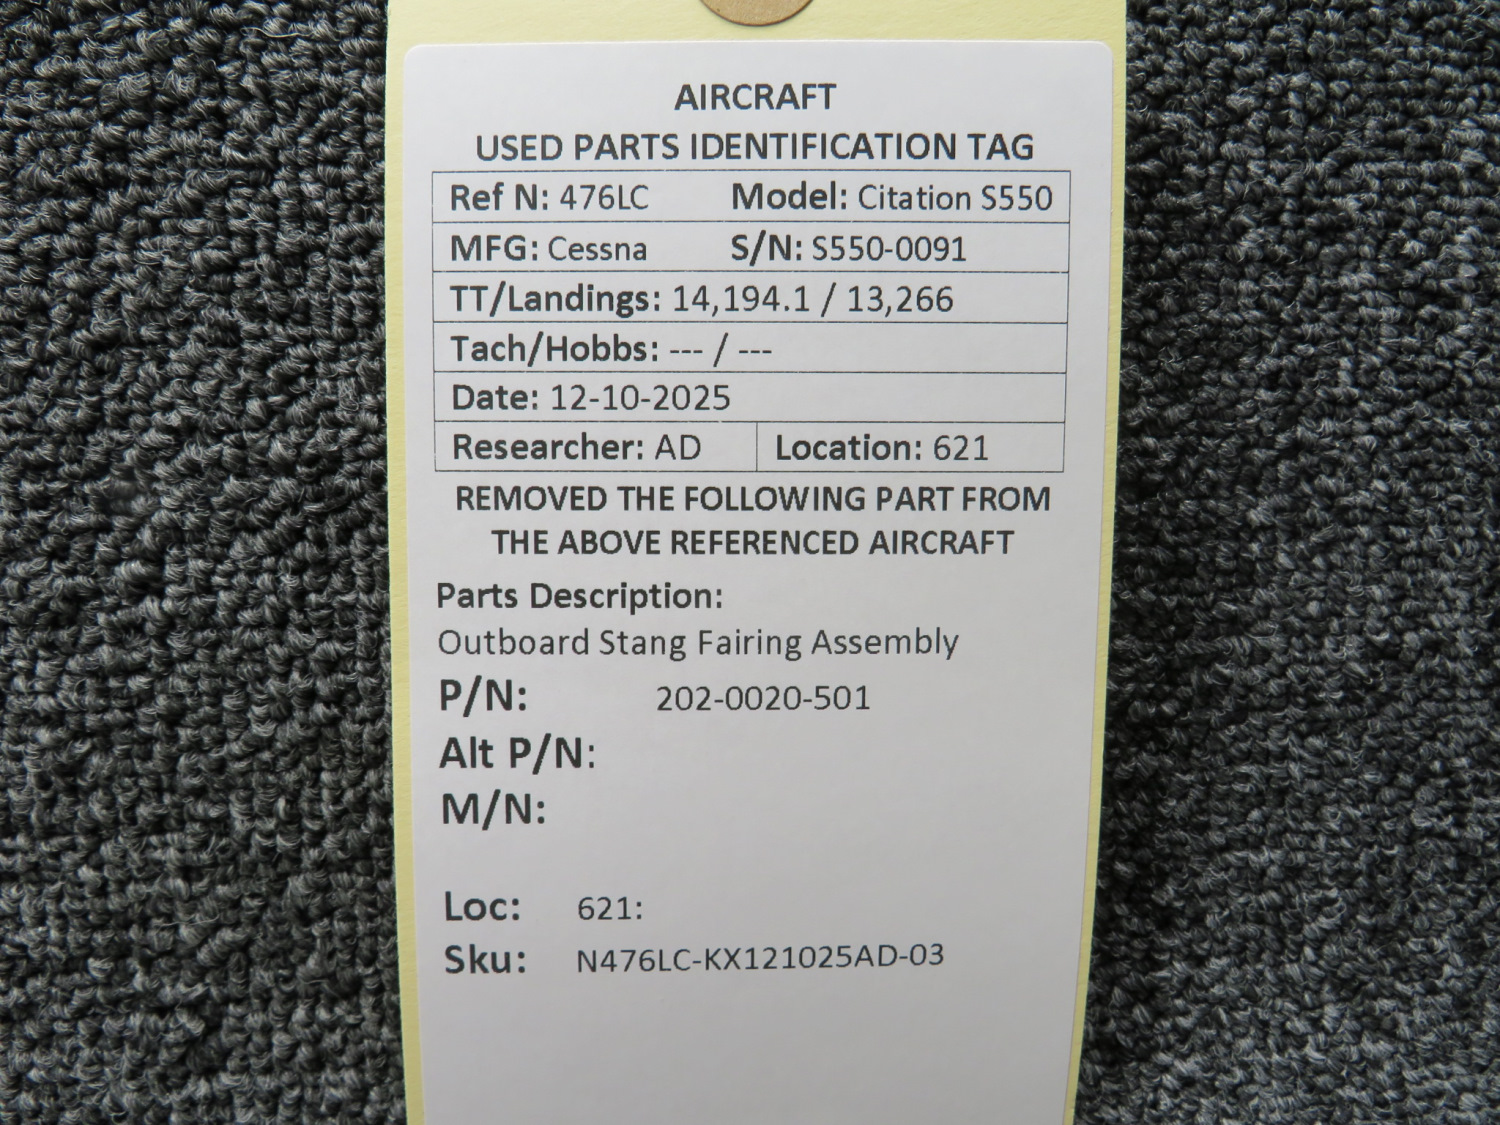 AIRCRAFT
USED PARTS IDENTIFICATION TAG
Ref N: 476LC Model: Citation S550
MFG: Cessna S/N: S550-0091
TT/Landings: 14,194.1 / 13,266
Tach/Hobbs: --- / ---
Date: 12-10-2025
Researcher: AD Location: 621
REMOVED THE FOLLOWING PART FROM
THE ABOVE REFERENCED AIRCRAFT
Parts Description:
Outboard Stang Fairing Assembly
P/N: 202-0020-501
Alt P/N:
M/N:
Loc: 621:
Sku: N476LC-KX121025AD-03